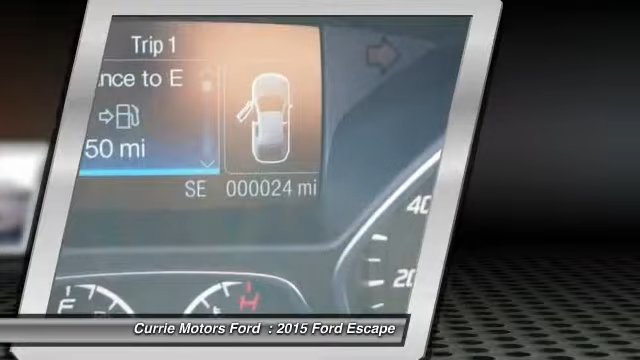 Trip 1
nce to E
50 mi
SE 000024 mi
40
20
F H
Currie Motors Ford : 2015 Ford Escape